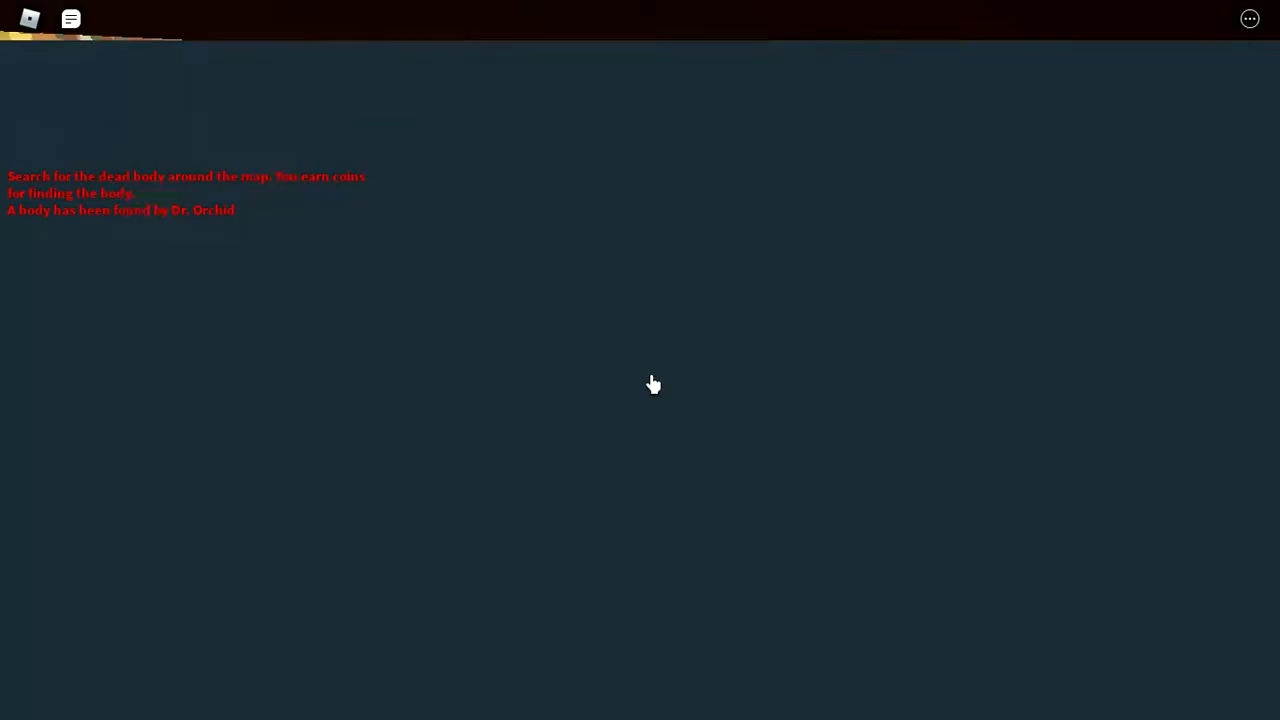 Search for the dead body around the map. You earn coins
for finding the body.
A body has been found by Dr. Orchid